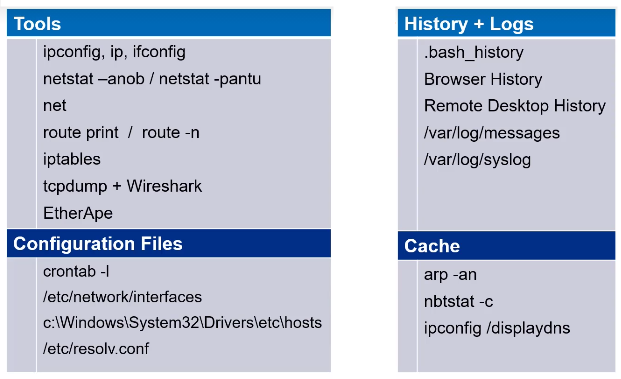 Tools
ipconfig, ip, ifconfig
netstat –anob / netstat -pantu
net
route print / route -n
iptables
tcpdump + Wireshark
EtherApe
Configuration Files
crontab -l
/etc/network/interfaces
c:\Windows\System32\Drivers\etc\hosts
/etc/resolv.conf
History + Logs
.bash_history
Browser History
Remote Desktop History
/var/log/messages
/var/log/syslog
Cache
arp -an
nbtstat -c
ipconfig /displaydns